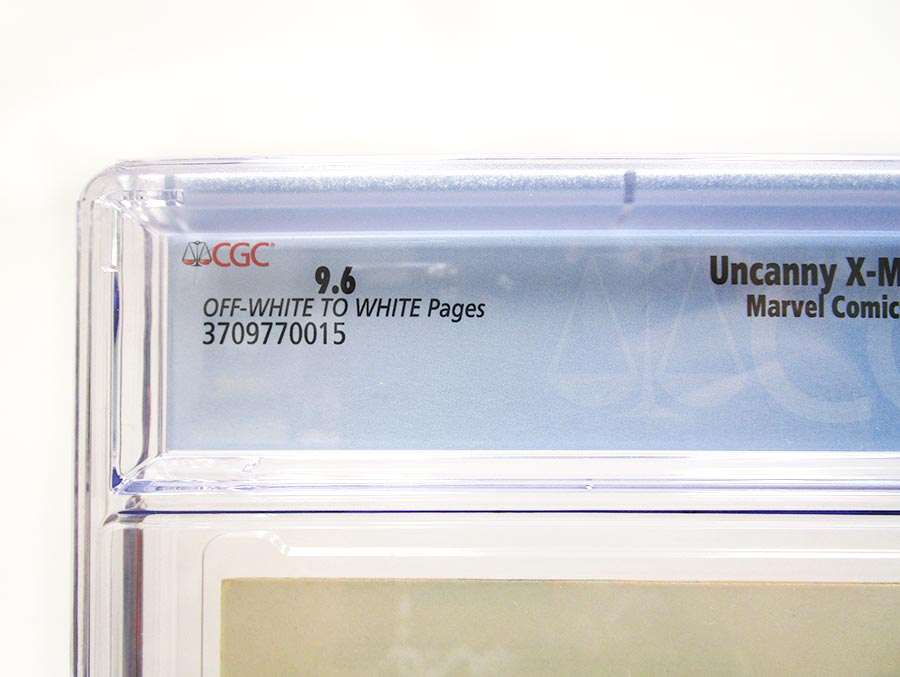 CGC
9.6
OFF-WHITE TO WHITE Pages
3709770015
Uncanny X-M
Marvel Comic